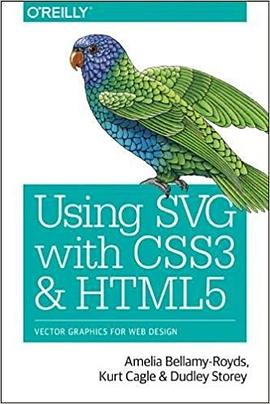 O'REILLY®
Using SVG
with CSS3
& HTML5
VECTOR GRAPHICS FOR WEB DESIGN
Amelia Bellamy-Royds,
Kurt Cagle & Dudley Storey